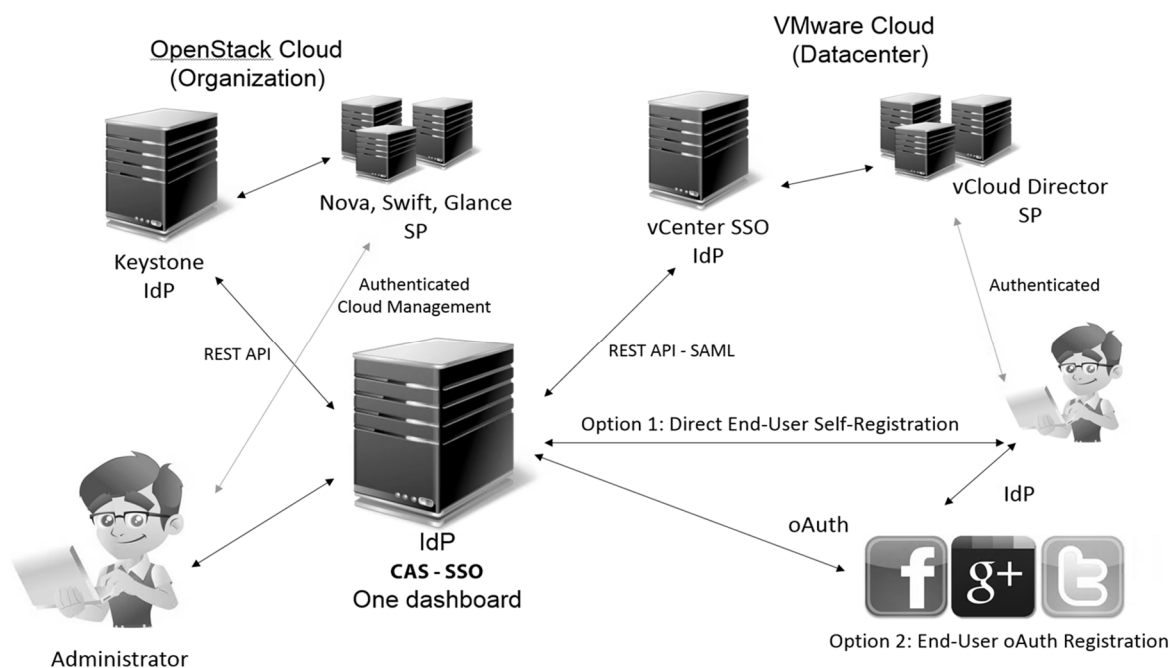 OpenStack Cloud
(Organization)
VMware Cloud
(Datacenter)
Nova, Swift, Glance
SP
vCloud Director
SP
Keystone
IdP
vCenter SSO
IdP
Authenticated
Cloud Management
Authenticated
REST API
REST API - SAML
Option 1: Direct End-User Self-Registration
IdP
oAuth
IdP
CAS - SSO
One dashboard
f
g+
t
Option 2: End-User oAuth Registration
Administrator